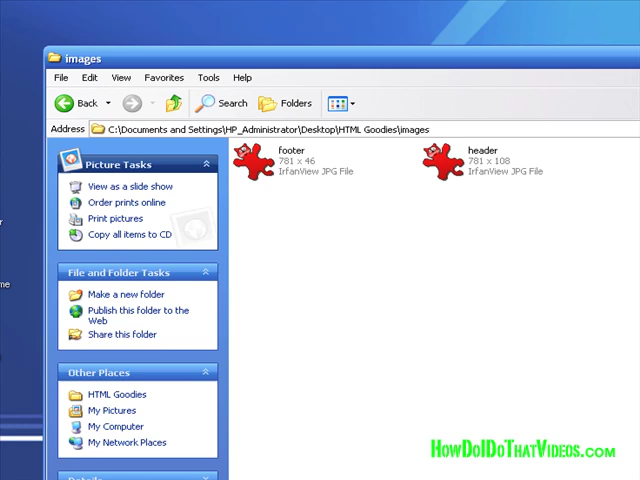 images
File Edit View Favorites Tools Help
Back Search Folders
Address C:\Documents and Settings\HP_Administrator\Desktop\HTML Goodies\images
footer
781 x 46
IrfanView JPG File
header
781 x 108
IrfanView JPG File
Picture Tasks
View as a slide show
Order prints online
Print pictures
Copy all items to CD
File and Folder Tasks
Make a new folder
Publish this folder to the
Web
Share this folder
Other Places
HTML Goodies
My Pictures
My Computer
My Network Places
HowDoIDoThatVideos.com